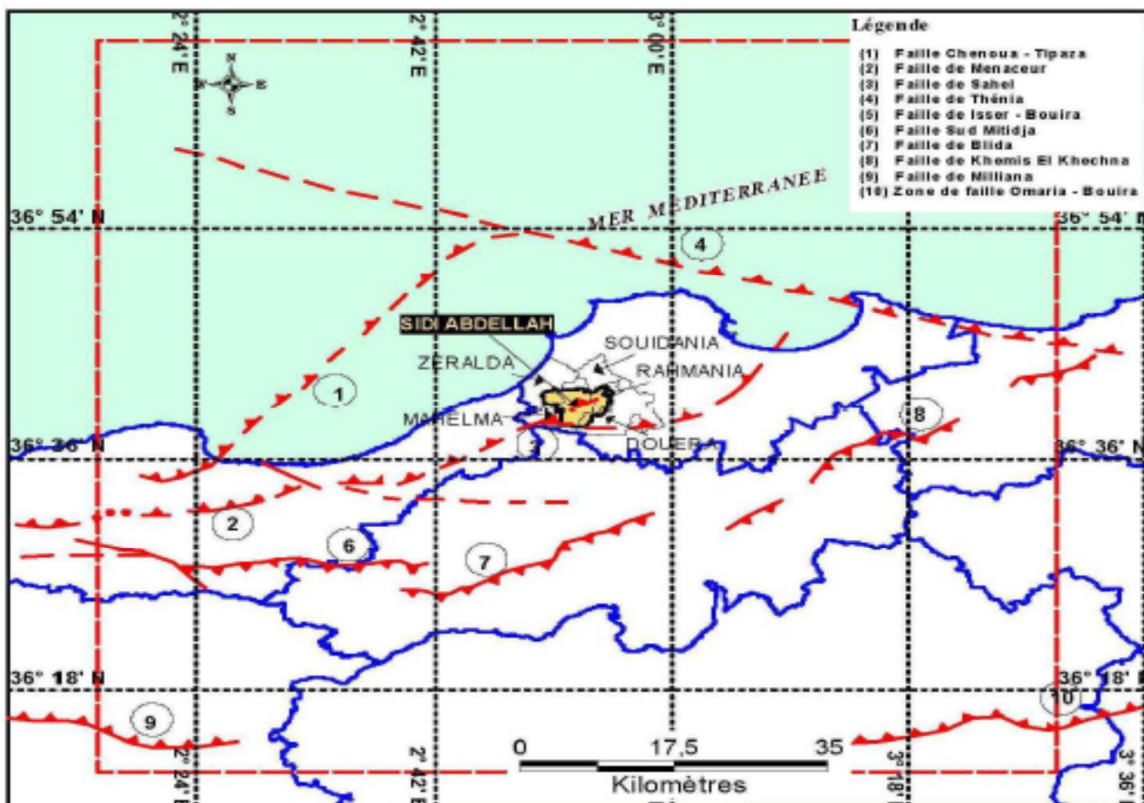 2° 24' E
2° 42' E
3° 00' E
Légende
(1) Faille Chenoua - Tipaza
(2) Faille de Menaceur
(3) Faille de Sahel
(4) Faille de Thénia
(5) Faille de Isser - Bouira
(6) Faille Sud Mitidja
(7) Faille de Blida
(8) Faille de Khemis El Khechna
(9) Faille de Milliana
(10) Zone de faille Omaria - Bouira
N
E
S
MER MEDITERRANEE
36° 54' N
36° 54' N
4
SIDI ABDELLAH
SOUIDANIA
ZERALDA
RAHMANIA
1
MAHELMA
8
3
DOUERA
36° 36' N
36° 36' N
2
6
7
36° 18' N
36° 18' N
10
9
0 17,5 35
Kilomètres
2° 24' E
2° 42' E
3° 18' E
3° 36' E